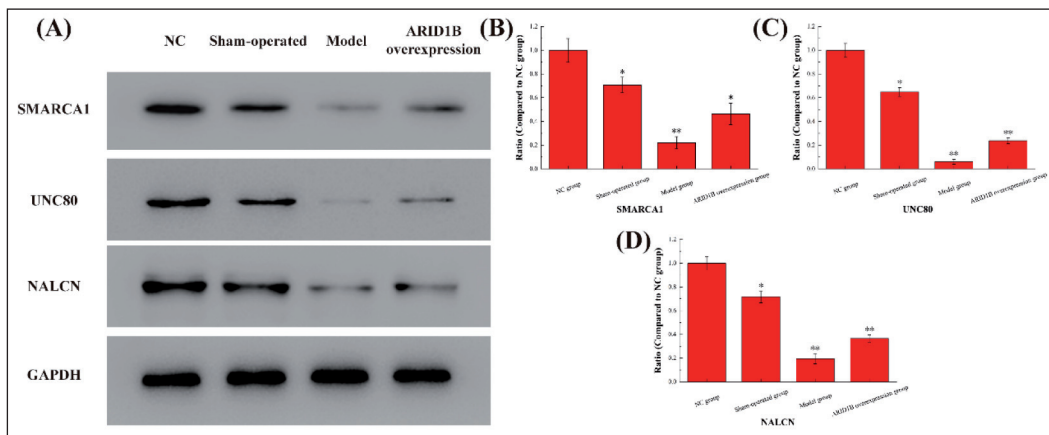 (A)
NC Sham-operated Model ARID1B overexpression
SMARCA1
UNC80
NALCN
GAPDH
(B)
Ratio (Compared to NC group)
1.2
1.0
0.8
0.6
0.4
0.2
0.0
* ** *
NC group Sham-operated group Model group ARID1B overexpression group
SMARCA1
(C)
Ratio (Compared to NC group)
1.2
1.0
0.8
0.6
0.4
0.2
0.0
* ** **
NC group Sham-operated group Model group ARID1B overexpression group
UNC80
(D)
Ratio (Compared to NC group)
1.2
1.0
0.8
0.6
0.4
0.2
0.0
* ** **
NC group Sham-operated group Model group ARID1B overexpression group
NALCN